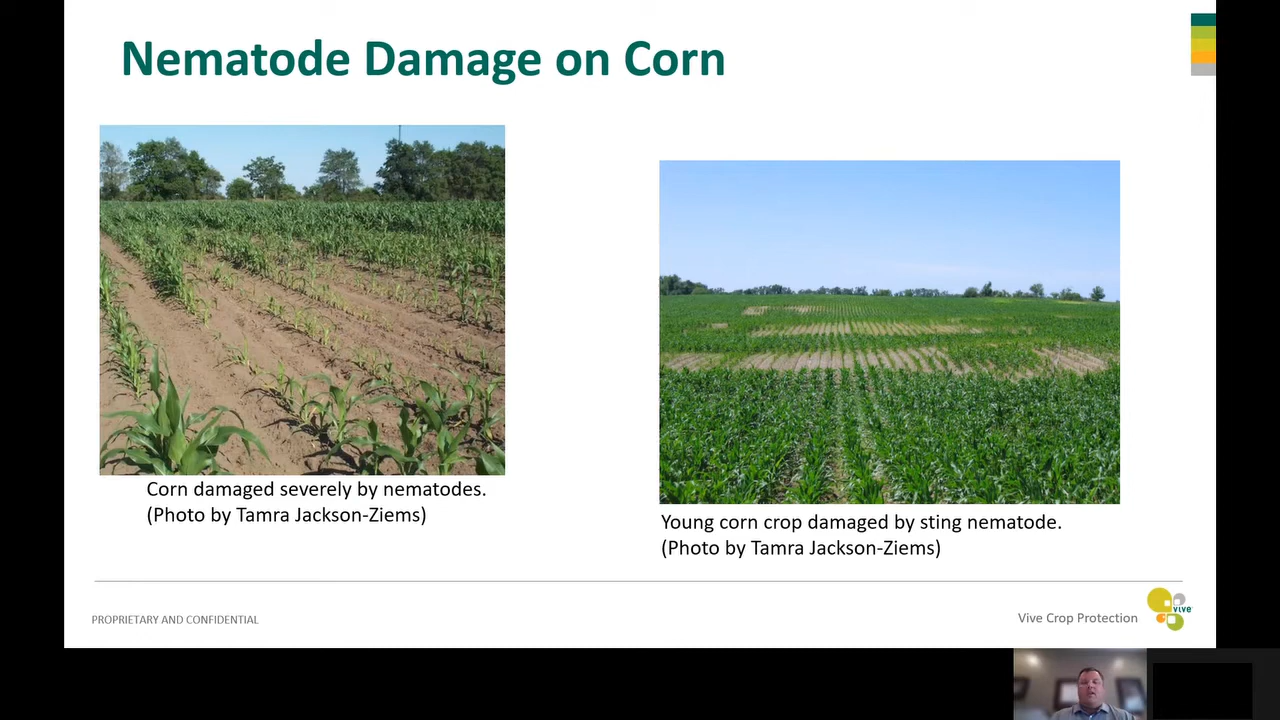 Nematode Damage on Corn
Corn damaged severely by nematodes.
(Photo by Tamra Jackson-Ziems)
Young corn crop damaged by sting nematode.
(Photo by Tamra Jackson-Ziems)
PROPRIETARY AND CONFIDENTIAL
Vive Crop Protection
vive